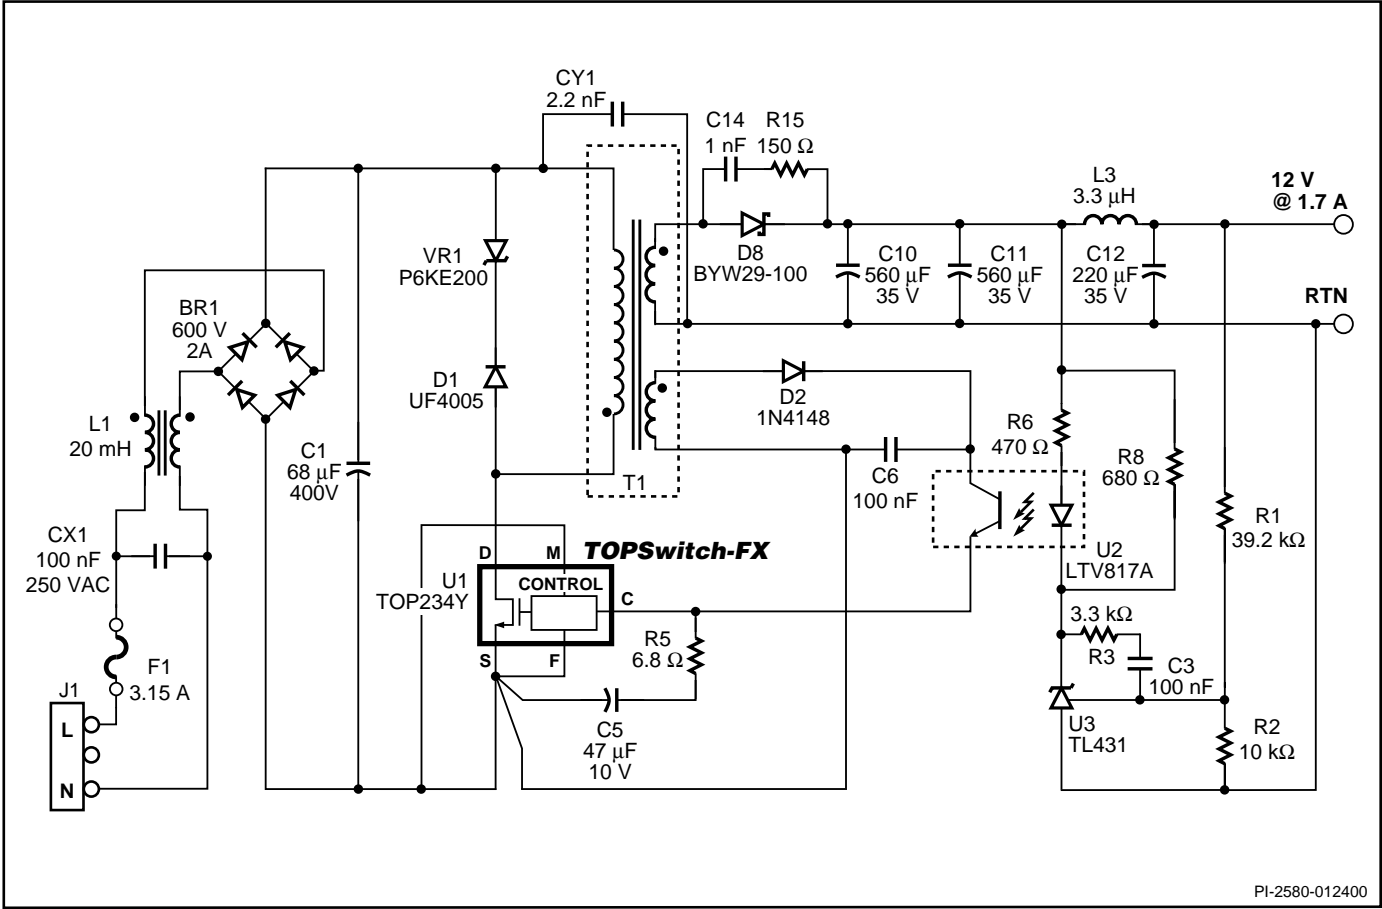 CY1
2.2 nF
C14
1 nF
R15
150 Ω
L3
3.3 μH
12 V
@ 1.7 A
VR1
P6KE200
D8
BYW29-100
C10
560 μF
35 V
C11
560 μF
35 V
C12
220 μF
35 V
RTN
BR1
600 V
2A
D1
UF4005
D2
1N4148
L1
20 mH
C1
68 μF
400V
T1
C6
100 nF
R6
470 Ω
R8
680 Ω
R1
39.2 kΩ
CX1
100 nF
250 VAC
D
M
TOPSwitch-FX
U1
TOP234Y
CONTROL
C
S
F
U2
LTV817A
R5
6.8 Ω
3.3 kΩ
R3
C3
100 nF
F1
3.15 A
J1
L
N
C5
47 μF
10 V
U3
TL431
R2
10 kΩ
PI-2580-012400